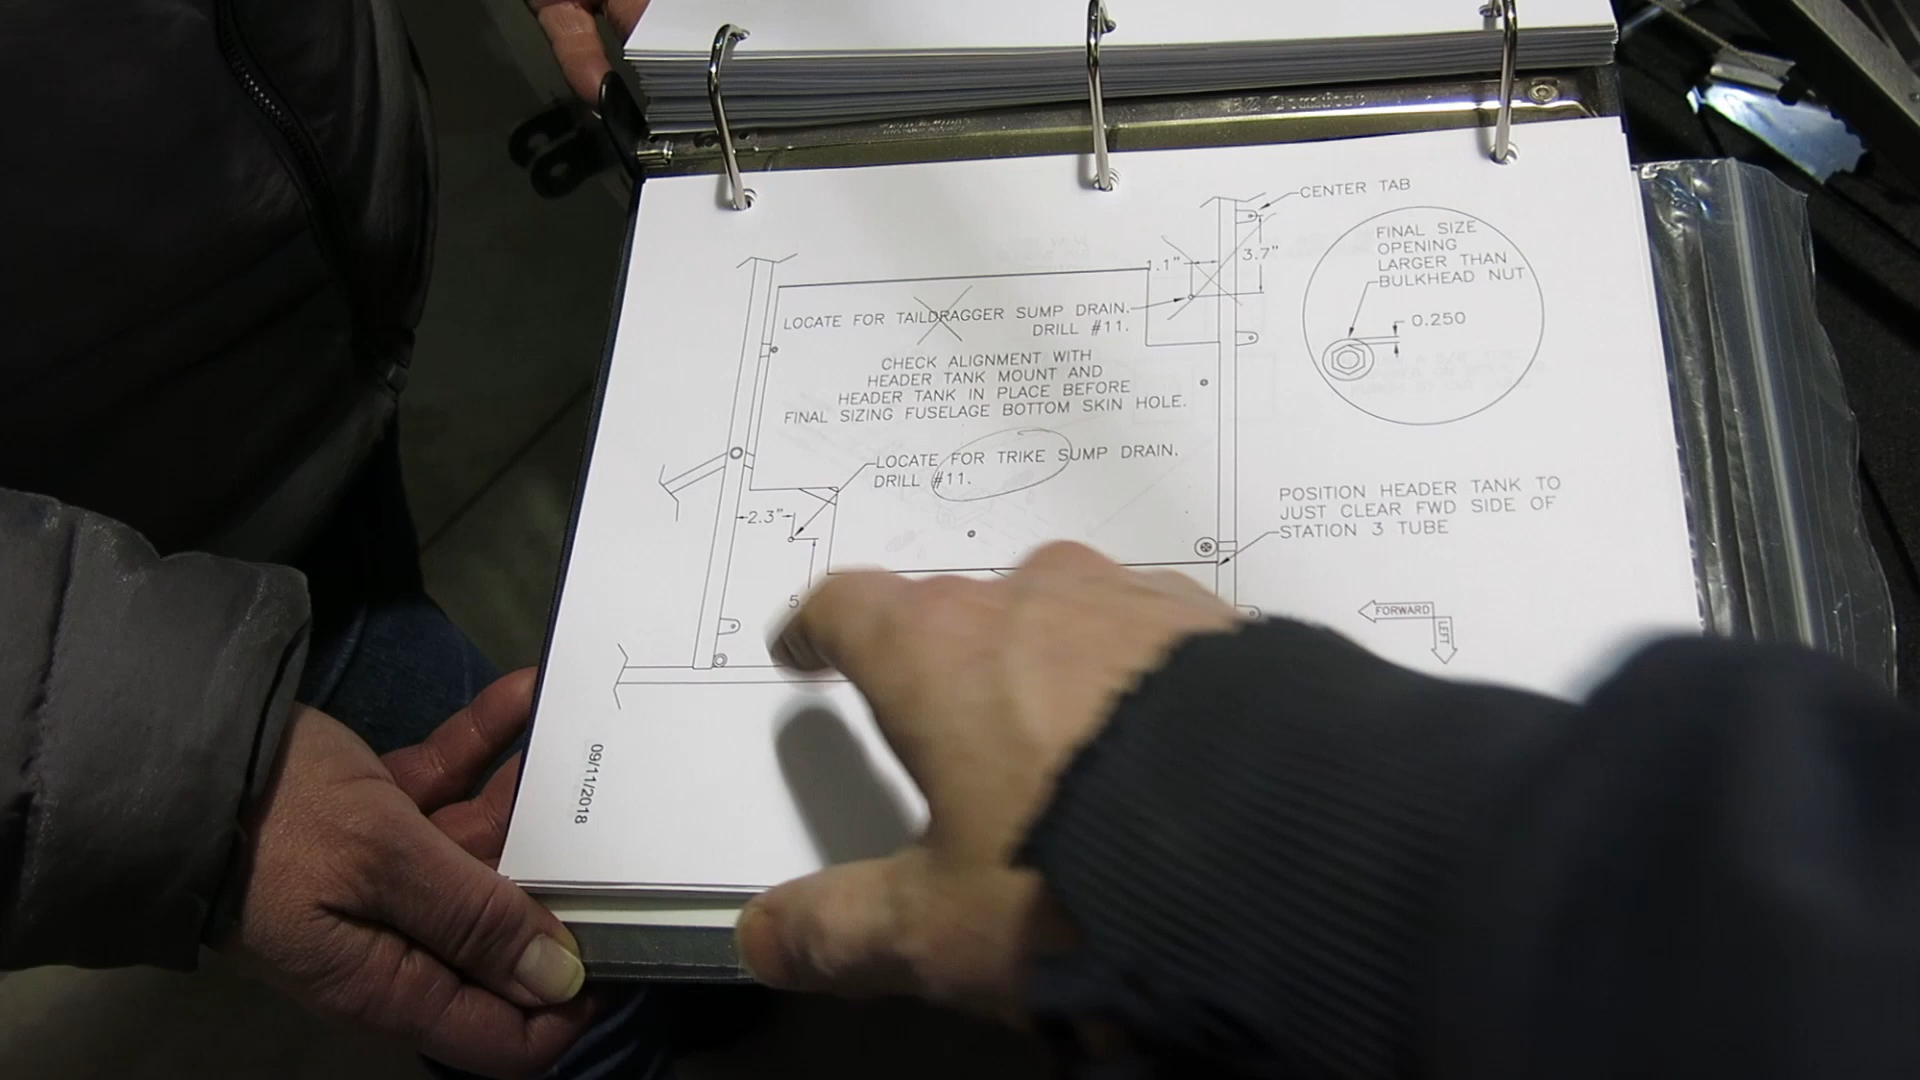 CENTER TAB
3.7"
1.1"
FINAL SIZE
OPENING
LARGER THAN
BULKHEAD NUT
0.250
LOCATE FOR TAILDRAGGER SUMP DRAIN.
DRILL #11.
CHECK ALIGNMENT WITH
HEADER TANK MOUNT AND
HEADER TANK IN PLACE BEFORE
FINAL SIZING FUSELAGE BOTTOM SKIN HOLE.
LOCATE FOR TRIKE SUMP DRAIN.
DRILL #11.
2.3"
POSITION HEADER TANK TO
JUST CLEAR FWD SIDE OF
STATION 3 TUBE
FORWARD
LEFT
09/11/2018